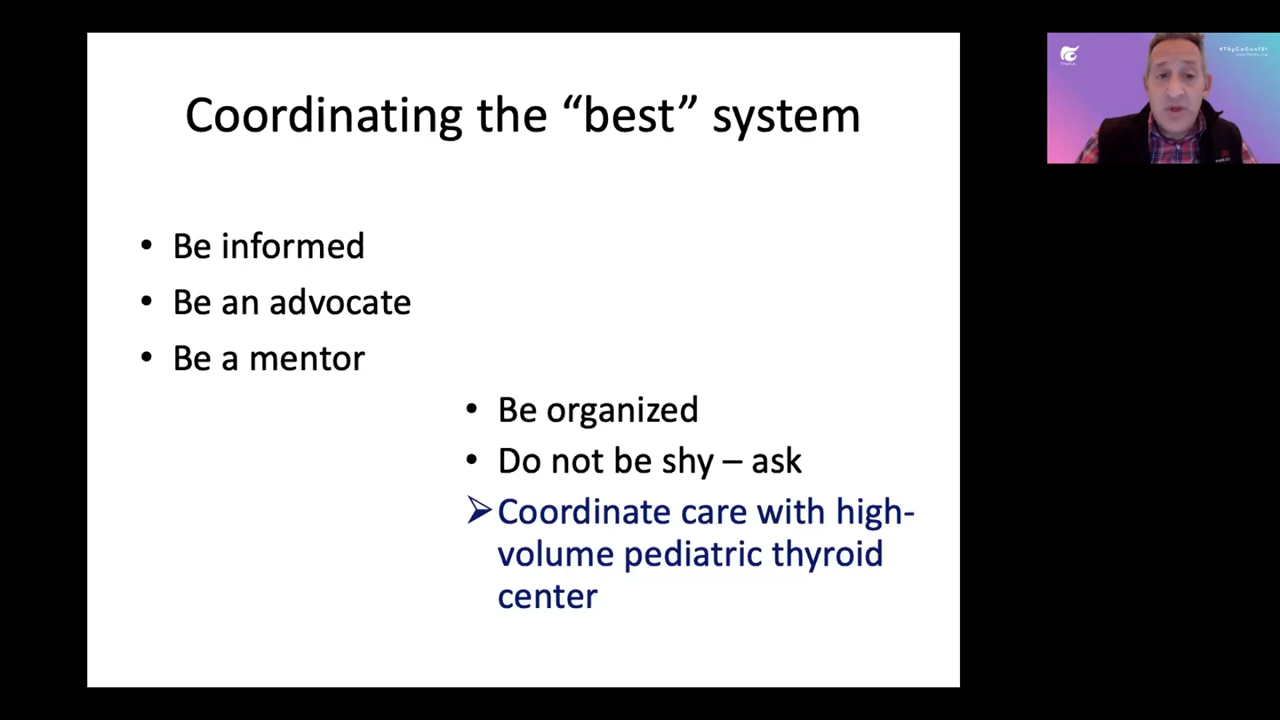 Coordinating the “best” system
• Be informed
• Be an advocate
• Be a mentor
• Be organized
• Do not be shy – ask
➢Coordinate care with high-
volume pediatric thyroid
center